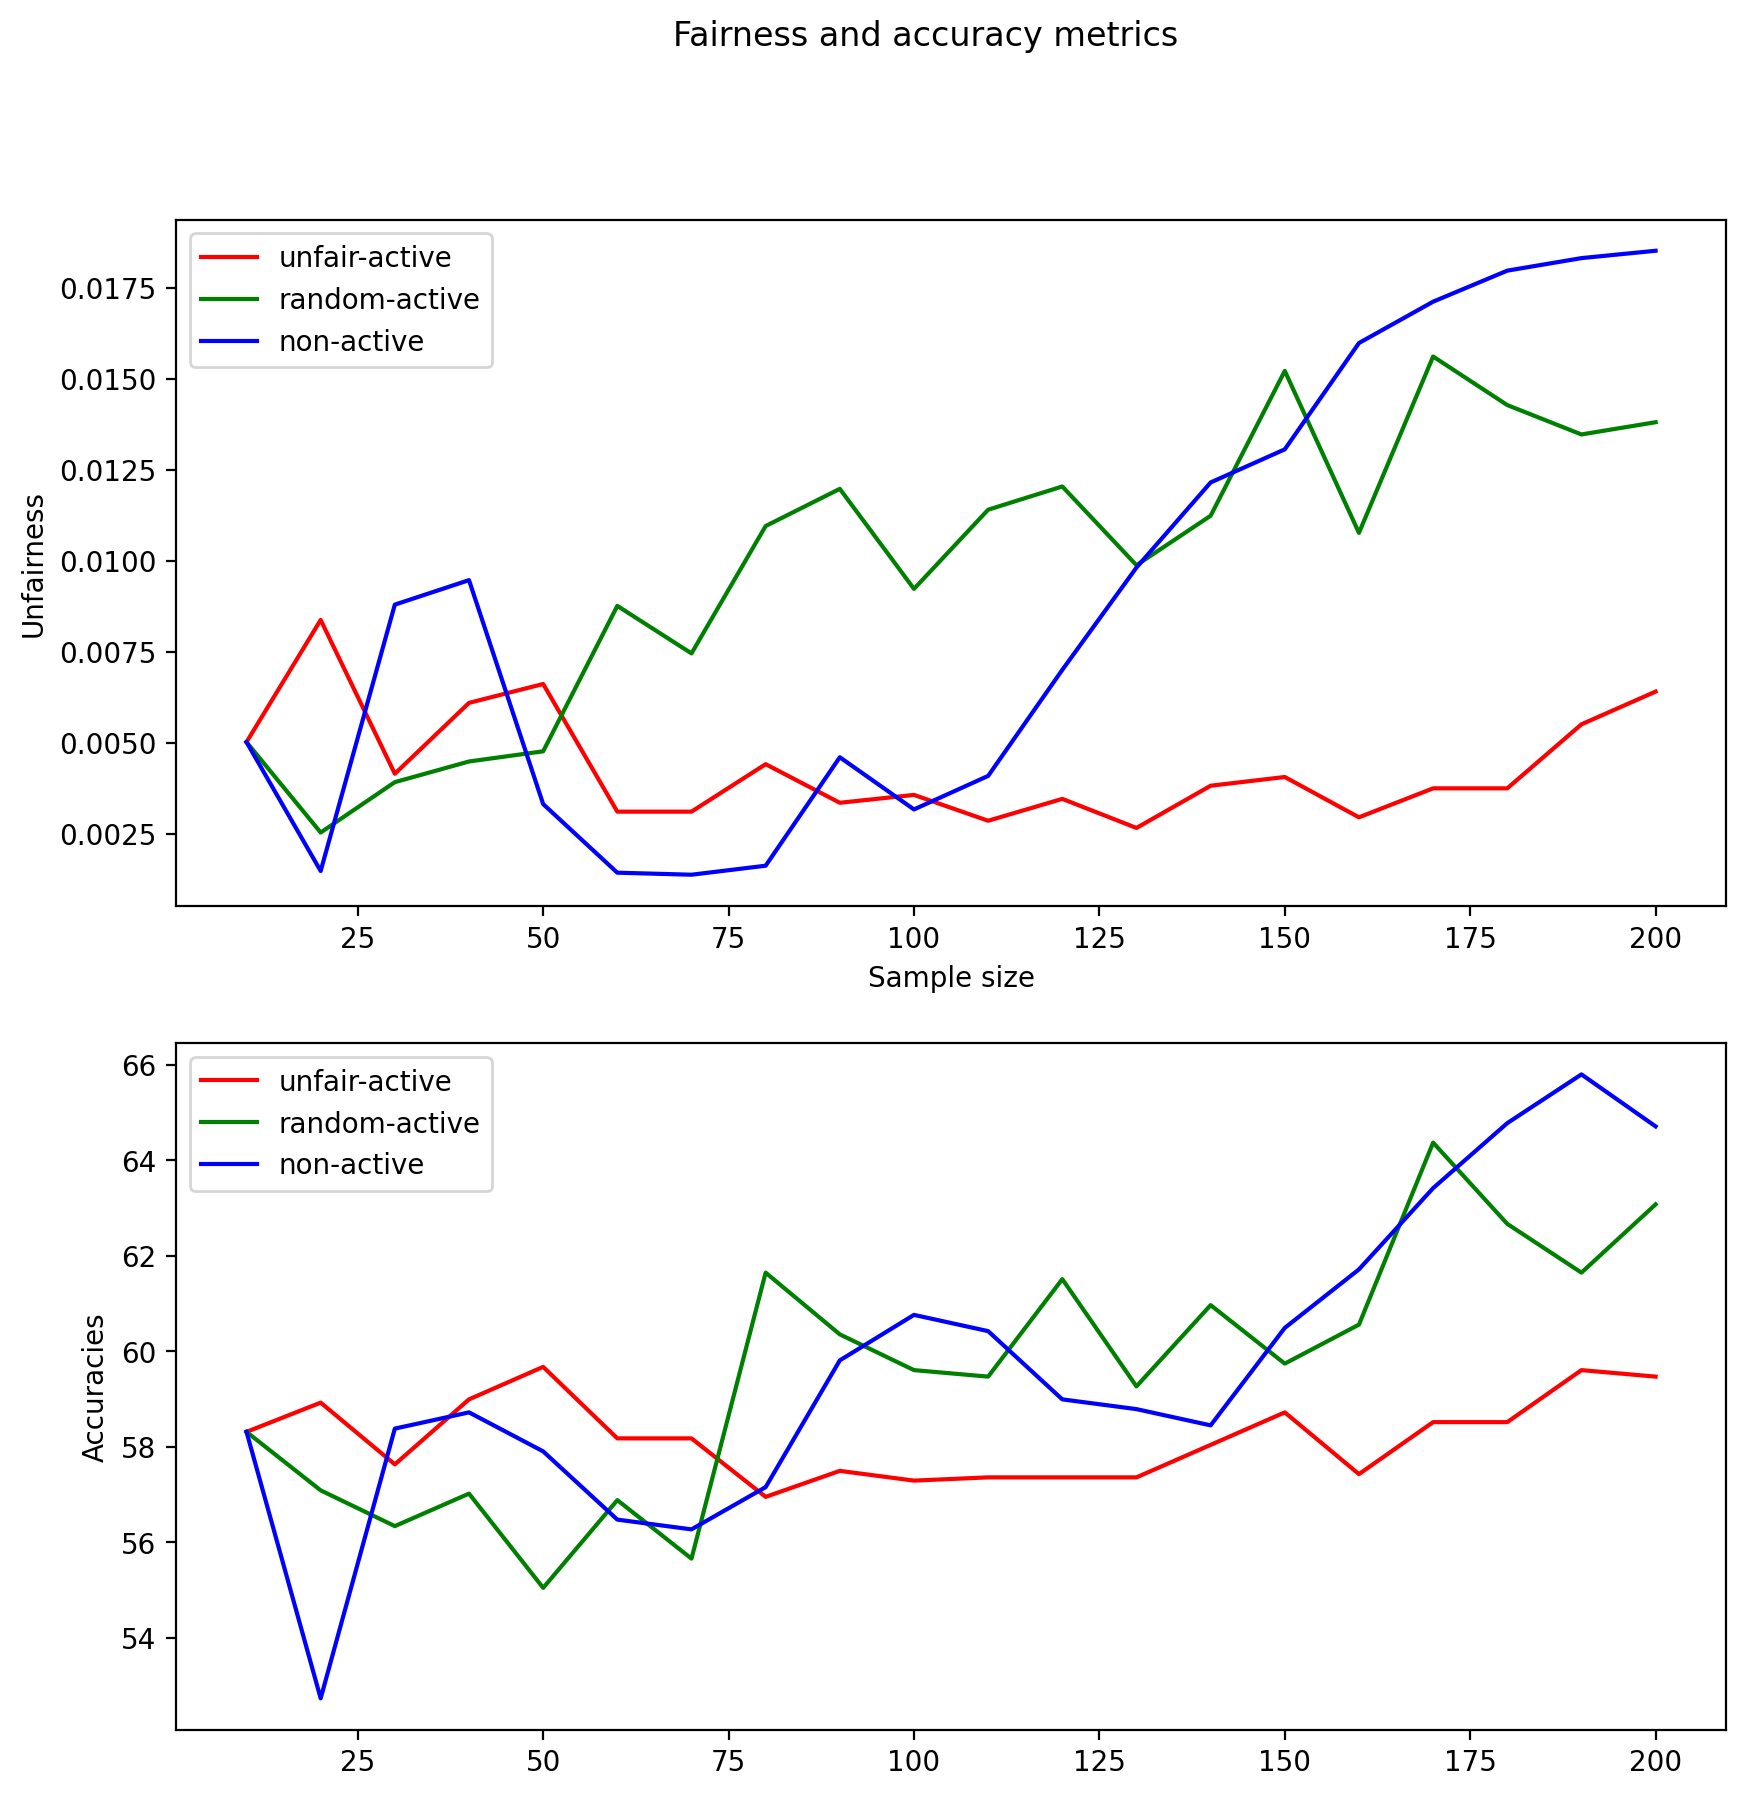 Fairness and accuracy metrics
unfair-active
random-active
non-active
0.0175
0.0150
0.0125
0.0100
0.0075
0.0050
0.0025
Unfairness
25 50 75 100 125 150 175 200
Sample size
unfair-active
random-active
non-active
66
64
62
60
58
56
54
Accuracies
25 50 75 100 125 150 175 200